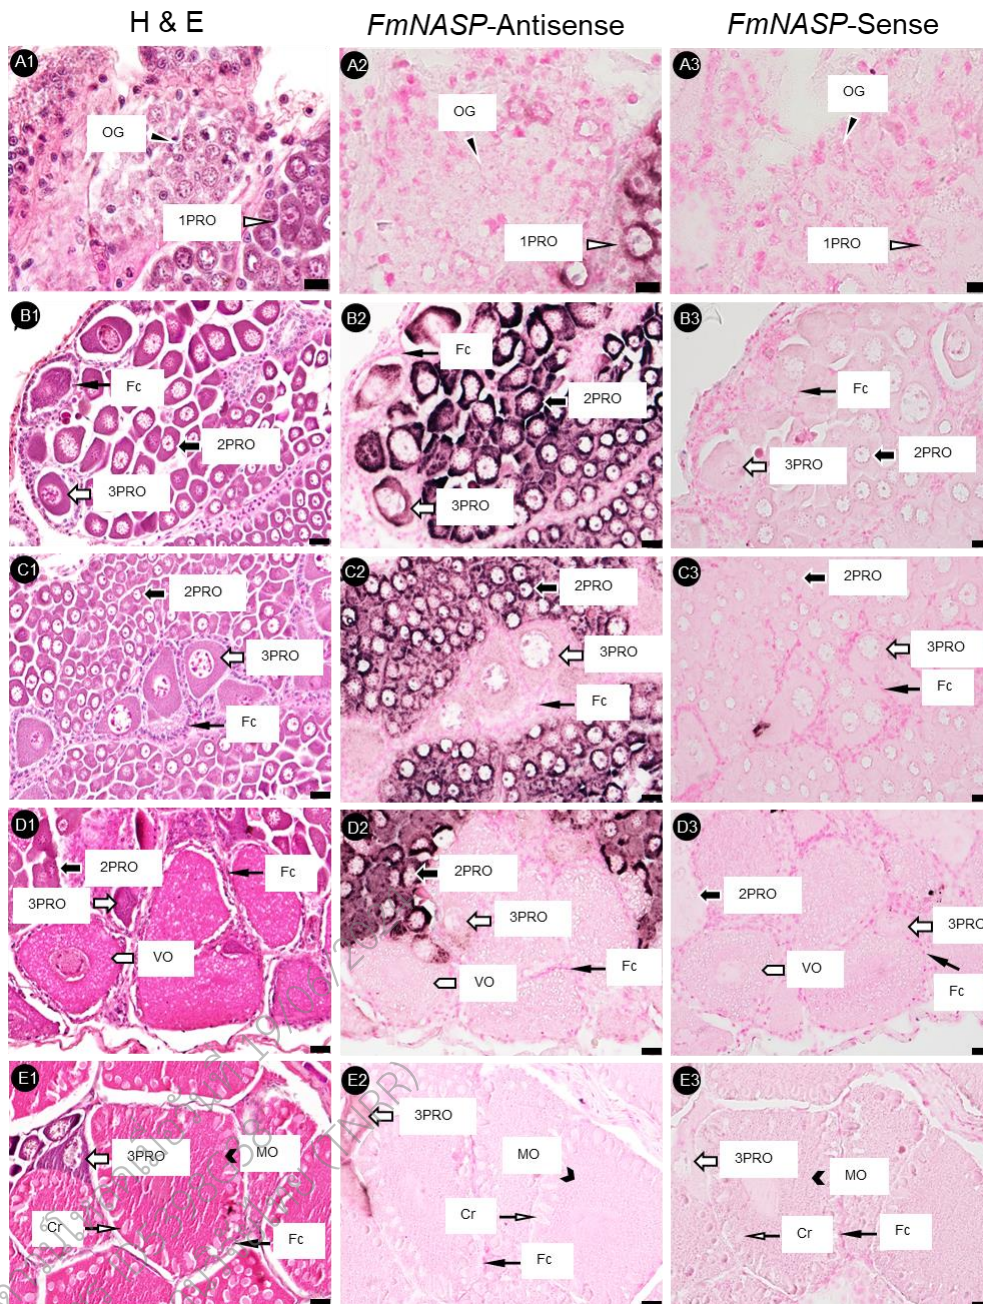 H & E FmNASP-Antisense FmNASP-Sense
A1 A2 A3
OG OG OG
1PRO 1PRO 1PRO
B1 B2 B3
Fc Fc Fc
2PRO 2PRO 2PRO
3PRO 3PRO 3PRO
C1 C2 C3
2PRO 2PRO 2PRO
3PRO 3PRO 3PRO
Fc Fc Fc
D1 D2 D3
2PRO Fc 2PRO 2PRO
3PRO 3PRO 3PRO
VO VO Fc VO Fc
E1 E2 E3
3PRO MO 3PRO MO 3PRO MO
Cr Fc Cr Fc Cr Fc